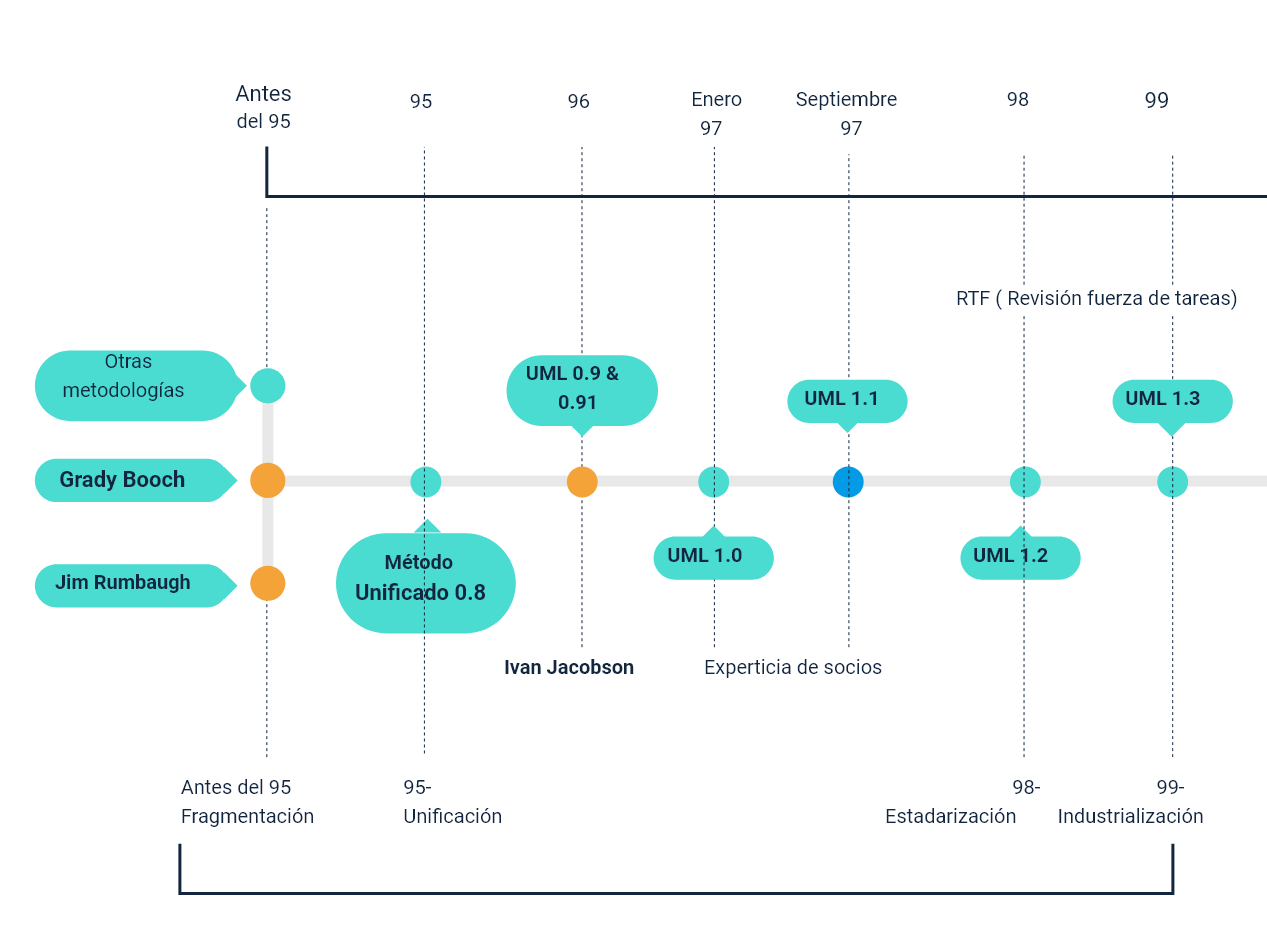 Antes
del 95
95
96
Enero
97
Septiembre
97
98
99
RTF ( Revisión fuerza de tareas)
Otras
metodologías
UML 0.9 &
0.91
UML 1.1
UML 1.3
Grady Booch
Jim Rumbaugh
Método
Unificado 0.8
UML 1.0
UML 1.2
Ivan Jacobson
Experticia de socios
Antes del 95
Fragmentación
95-
Unificación
98-
Estadarización
99-
Industrialización